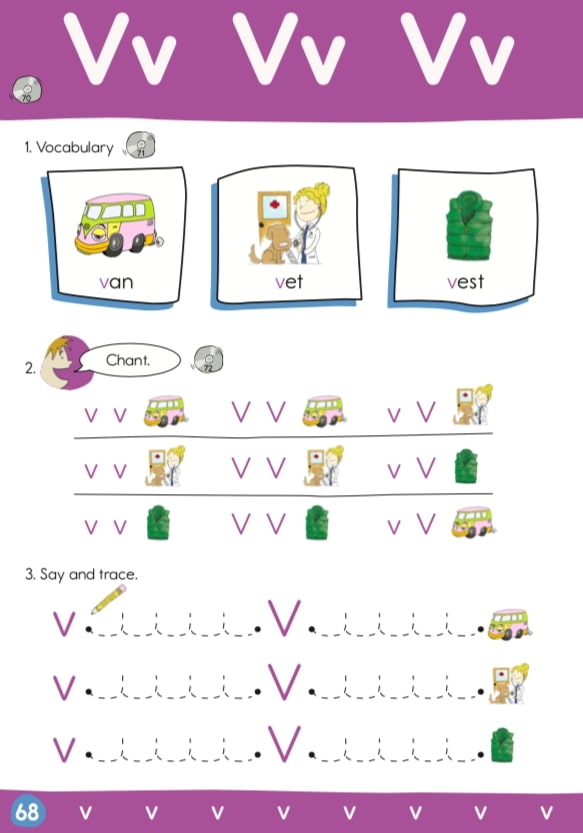 Vv Vv Vv
70
1. Vocabulary 71
van vet vest
2. Chant. 72
v v V V v V
v v V V v V
v v V V v V
3. Say and trace.
v V
v V
v V
68 v v v v v v v v